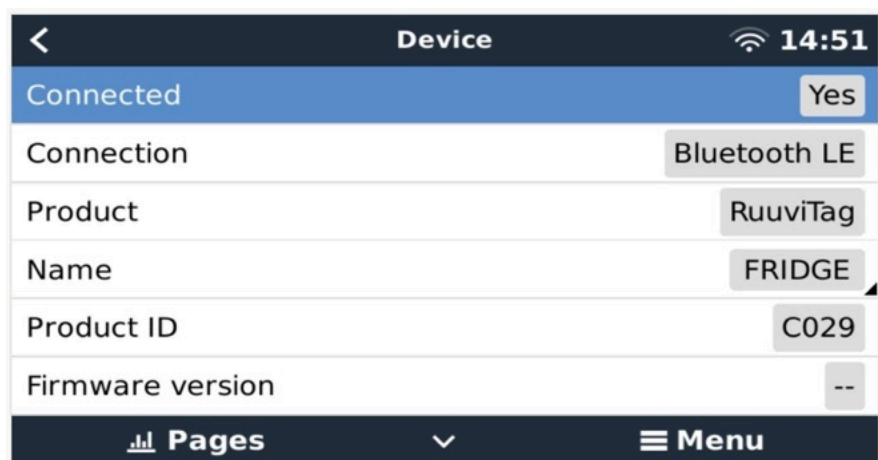 Device 14:51
Connected Yes
Connection Bluetooth LE
Product RuuviTag
Name FRIDGE
Product ID C029
Firmware version --
Pages Menu